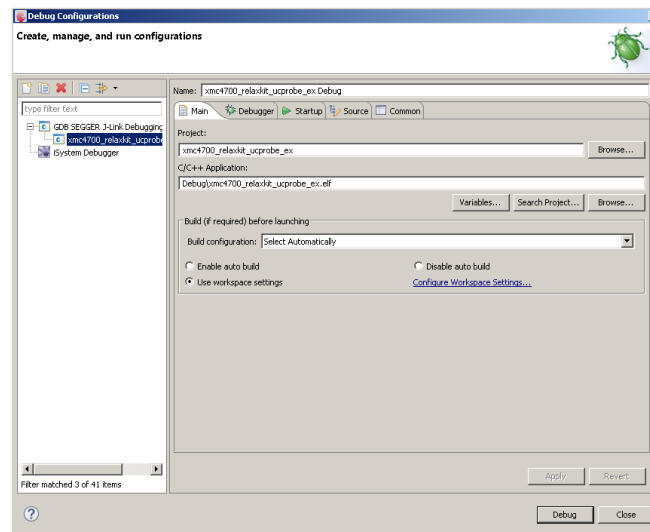 Debug Configurations
Create, manage, and run configurations
Name: xmc4700_relaxkit_ucprobe_ex Debug
type filter text
Main Debugger Startup Source Common
GDB SEGGER J-Link Debugging
xmc4700_relaxkit_ucprobe
iSystem Debugger
Project:
xmc4700_relaxkit_ucprobe_ex Browse...
C/C++ Application:
Debug\xmc4700_relaxkit_ucprobe_ex.elf
Variables... Search Project... Browse...
Build (if required) before launching
Build configuration: Select Automatically
Enable auto build Disable auto build
Use workspace settings Configure Workspace Settings...
Filter matched 3 of 41 items
Apply Revert
? Debug Close